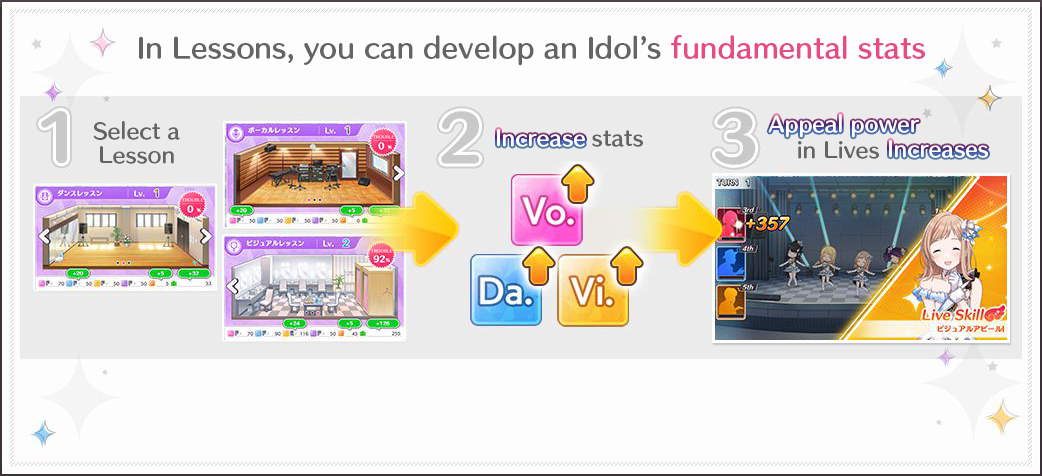 In Lessons, you can develop an Idol's fundamental stats
1
Select a
Lesson
ダンスレッスン Lv. 1
TROUBLE
0%
+20 +5 +37
ボーカルレッスン Lv. 1
TROUBLE
0%
+20 +5
ビジュアルレッスン Lv. 2
TROUBLE
92%
+24 +5 +126
2
Increase stats
Vo.
Da.
Vi.
3
Appeal power
in Lives Increases
TURN 1
3rd
+357
4th
5th
Live Skill
ビジュアルアピール